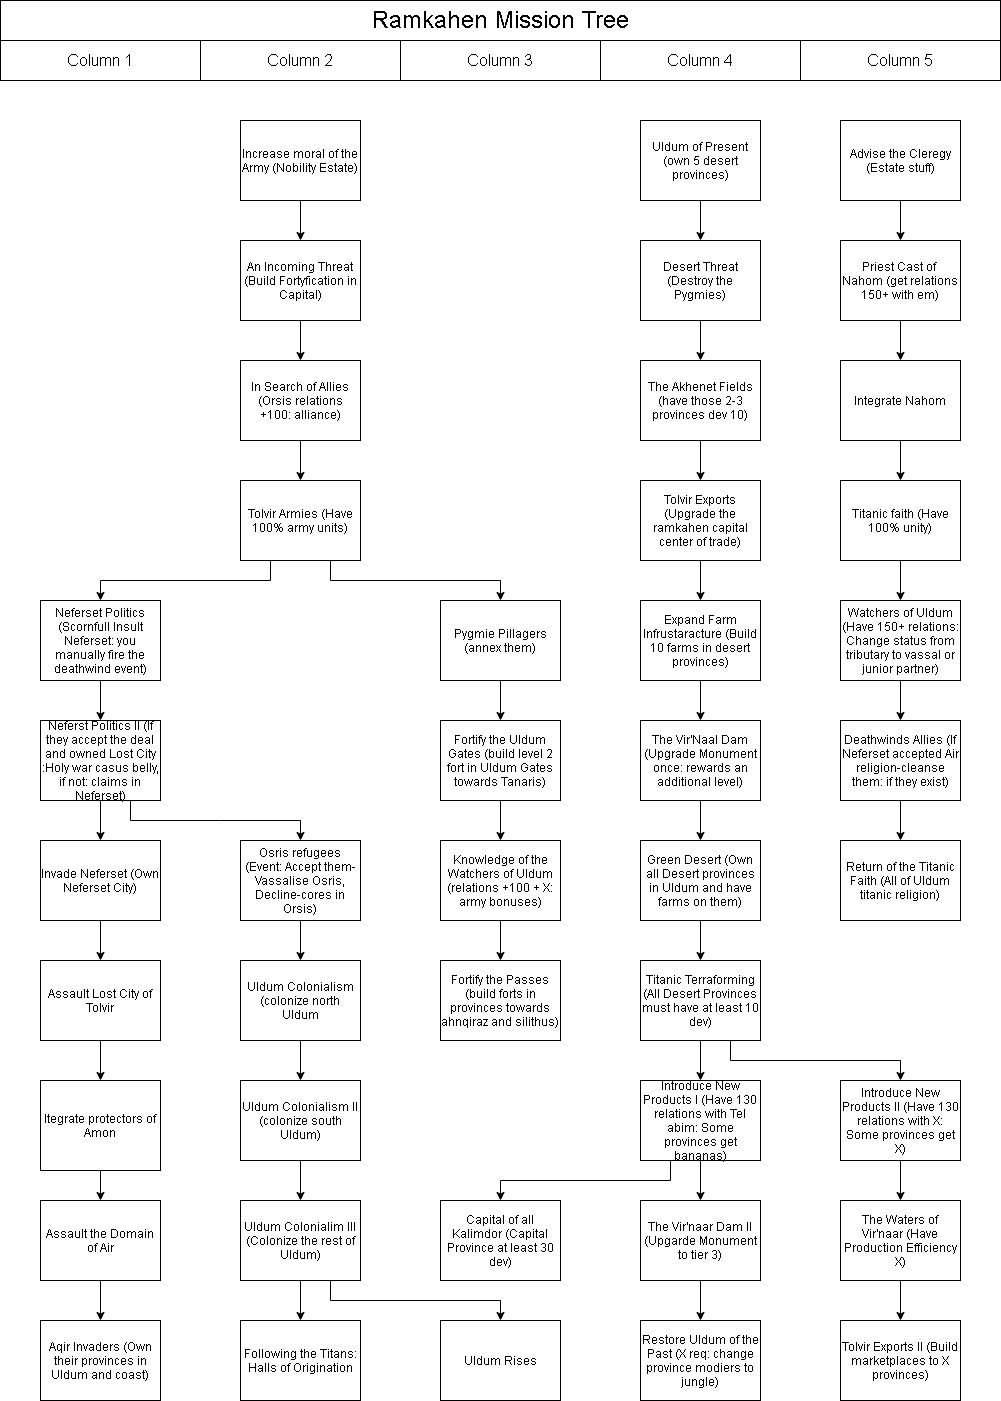 Ramkahen Mission Tree
Column 1
Column 2
Column 3
Column 4
Column 5
Increase moral of the
Army (Nobility Estate)
Uldum of Present
(own 5 desert
provinces)
Advise the Cleregy
(Estate stuff)
An Incoming Threat
(Build Fortyfication in
Capital)
Desert Threat
(Destroy the
Pygmies)
Priest Cast of
Nahom (get relations
150+ with em)
In Search of Allies
(Orsis relations
+100: alliance)
The Akhenet Fields
(have those 2-3
provinces dev 10)
Integrate Nahom
Tolvir Armies (Have
100% army units)
Tolvir Exports
(Upgrade the
ramkahen capital
center of trade)
Titanic faith (Have
100% unity)
Neferset Politics
(Scornfull Insult
Neferset: you
manually fire the
deathwind event)
Pygmie Pillagers
(annex them)
Expand Farm
Infrustaracture (Build
10 farms in desert
provinces)
Watchers of Uldum
(Have 150+ relations:
Change status from
tributary to vassal or
junior partner)
Neferst Politics II (If
they accept the deal
and owned Lost City
:Holy war casus belly,
if not: claims in
Neferset)
Fortify the Uldum
Gates (build level 2
fort in Uldum Gates
towards Tanaris)
The Vir'Naal Dam
(Upgrade Monument
once: rewards an
additional level)
Deathwinds Allies (If
Neferset accepted Air
religion-cleanse
them: if they exist)
Invade Neferset (Own
Neferset City)
Osris refugees
(Event: Accept them-
Vassalise Osris,
Decline-cores in
Orsis)
Knowledge of the
Watchers of Uldum
(relations +100 + X:
army bonuses)
Green Desert (Own
all Desert provinces
in Uldum and have
farms on them)
Return of the Titanic
Faith (All of Uldum
titanic religion)
Assault Lost City of
Tolvir
Uldum Colonialism
(colonize north
Uldum
Fortify the Passes
(build forts in
provinces towards
ahnqiraz and silithus)
Titanic Terraforming
(All Desert Provinces
must have at least 10
dev)
Itegrate protectors of
Amon
Uldum Colonialism II
(colonize south
Uldum)
Introduce New
Products I (Have 130
relations with Tel
abim: Some
provinces get
bananas)
Introduce New
Products II (Have 130
relations with X:
Some provinces get
X)
Assault the Domain
of Air
Uldum Colonialim III
(Colonize the rest of
Uldum)
Capital of all
Kalimdor (Capital
Province at least 30
dev)
The Vir'naar Dam II
(Upgarde Monument
to tier 3)
The Waters of
Vir'naar (Have
Production Efficiency
X)
Aqir Invaders (Own
their provinces in
Uldum and coast)
Following the Titans:
Halls of Origination
Uldum Rises
Restore Uldum of the
Past (X req: change
province modiers to
jungle)
Tolvir Exports II (Build
marketplaces to X
provinces)